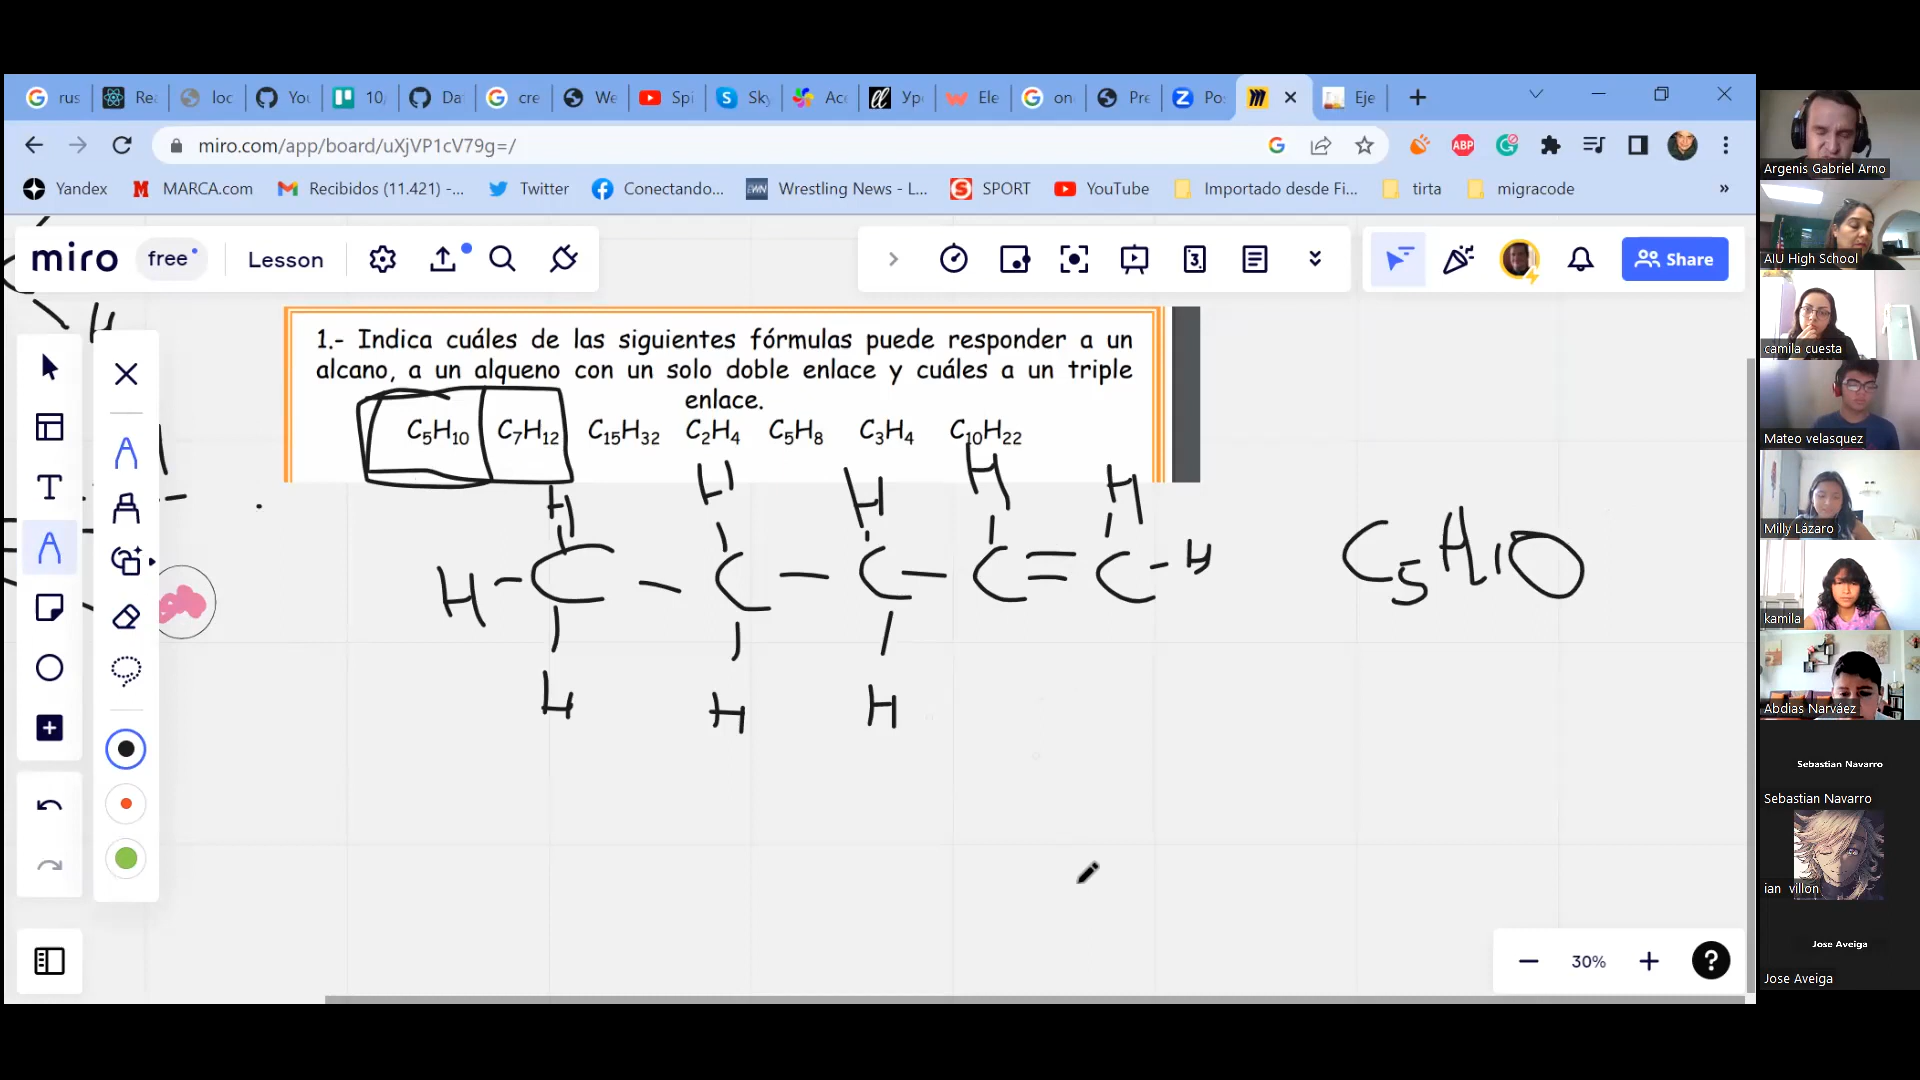 rus
Rea
loc
You
10/
Da
cre
We
Spi
Sky
Acc
Ele
on
Pre
Po
Eje
miro.com/app/board/uXjVP1cV79g=/
ABP
Yandex
MARCA.com
Recibidos (11.421) -...
Twitter
Conectando...
EWN
Wrestling News - L...
SPORT
YouTube
Importado desde Fi...
tirta
migracode
»
miro
free
Lesson
Share
1.- Indica cuáles de las siguientes fórmulas puede responder a un
alcano, a un alqueno con un solo doble enlace y cuáles a un triple
enlace.
C₅H₁₀ C₇H₁₂ C₁₅H₃₂ C₂H₄ C₅H₈ C₃H₄ C₁₀H₂₂
H
H H H H H
H - C - C - C - C = C - H
H H H
C₅H₁₀
30%
Argenis Gabriel Arno
AIU High School
camila cuesta
Mateo velasquez
Milly Lázaro
kamila
Abdias Narváez
Sebastian Navarro
Sebastian Navarro
ian villon
Jose Aveiga
Jose Aveiga